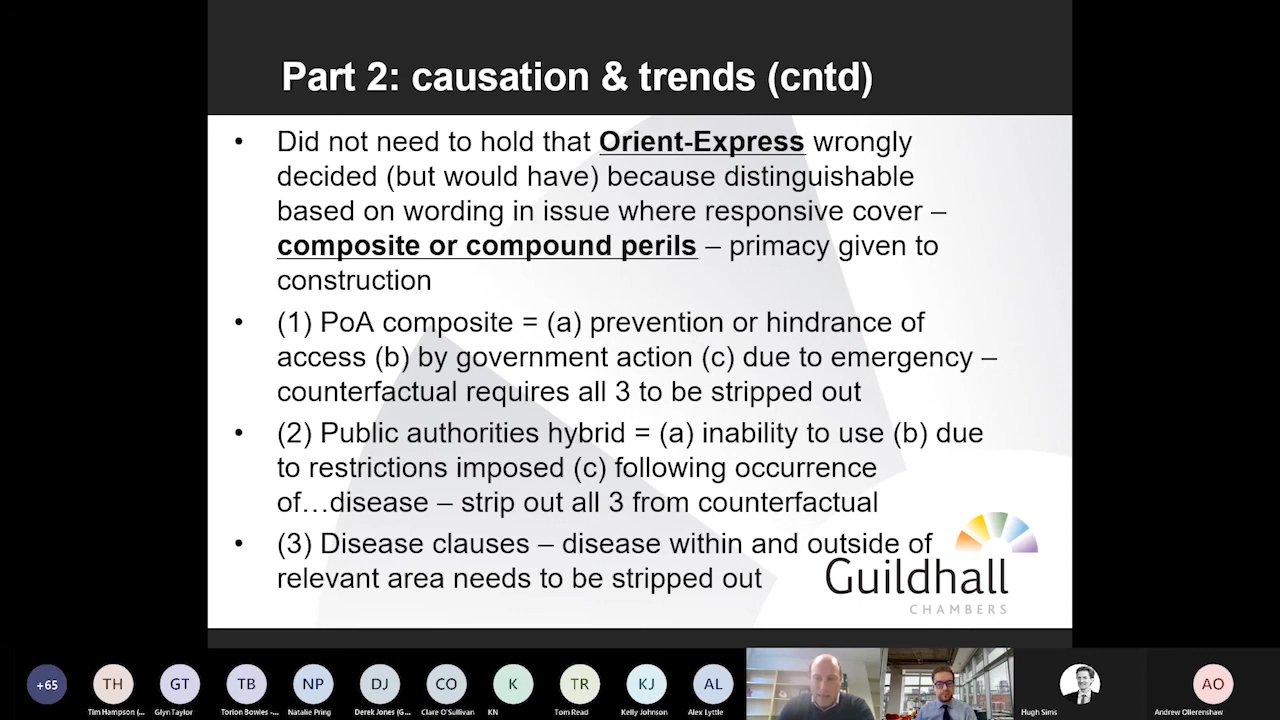 Part 2: causation & trends (cntd)
• Did not need to hold that Orient-Express wrongly
decided (but would have) because distinguishable
based on wording in issue where responsive cover –
composite or compound perils – primacy given to
construction
• (1) PoA composite = (a) prevention or hindrance of
access (b) by government action (c) due to emergency –
counterfactual requires all 3 to be stripped out
• (2) Public authorities hybrid = (a) inability to use (b) due
to restrictions imposed (c) following occurrence
of…disease – strip out all 3 from counterfactual
• (3) Disease clauses – disease within and outside of
relevant area needs to be stripped out
Guildhall
CHAMBERS
+65 TH GT TB NP DJ CO K TR KJ AL AO
Tim Hampson (... Glyn Taylor Torion Bowles -... Natalie Pring Derek Jones (G... Clare O'Sullivan KN Tom Read Kelly Johnson Alex Lyttle Hugh Sims Andrew Ollerenshaw